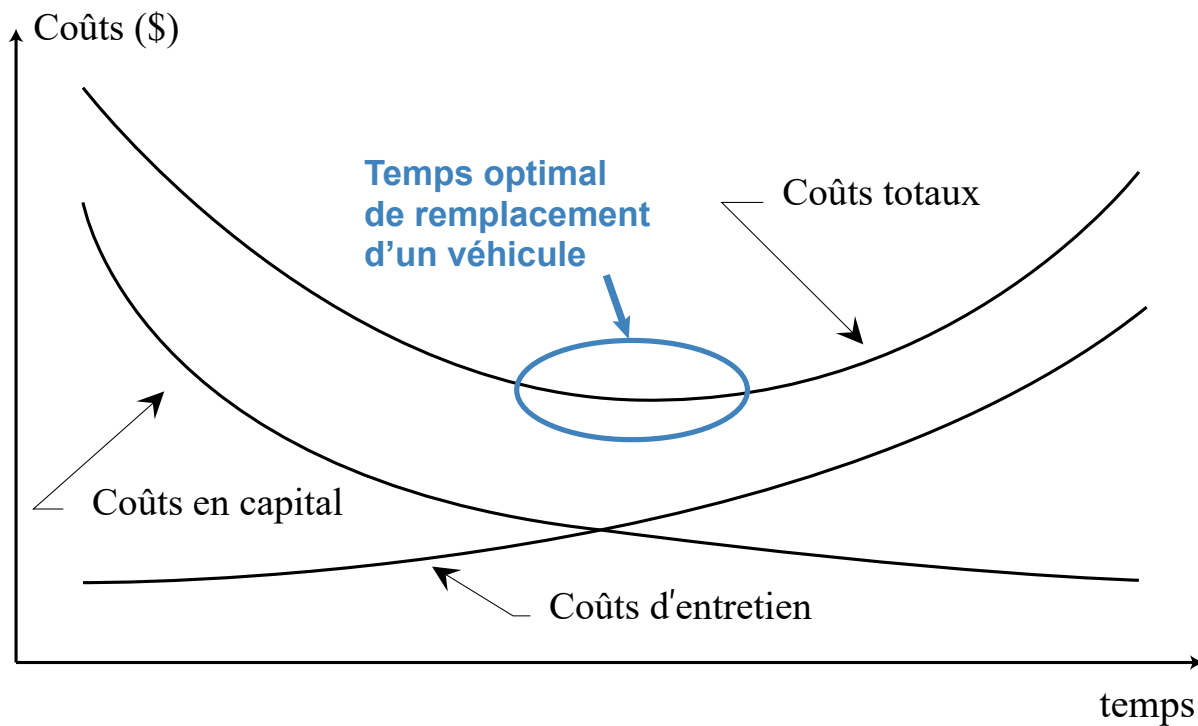 Coûts ($)
Temps optimal
de remplacement
d’un véhicule
Coûts totaux
Coûts en capital
Coûts d'entretien
temps